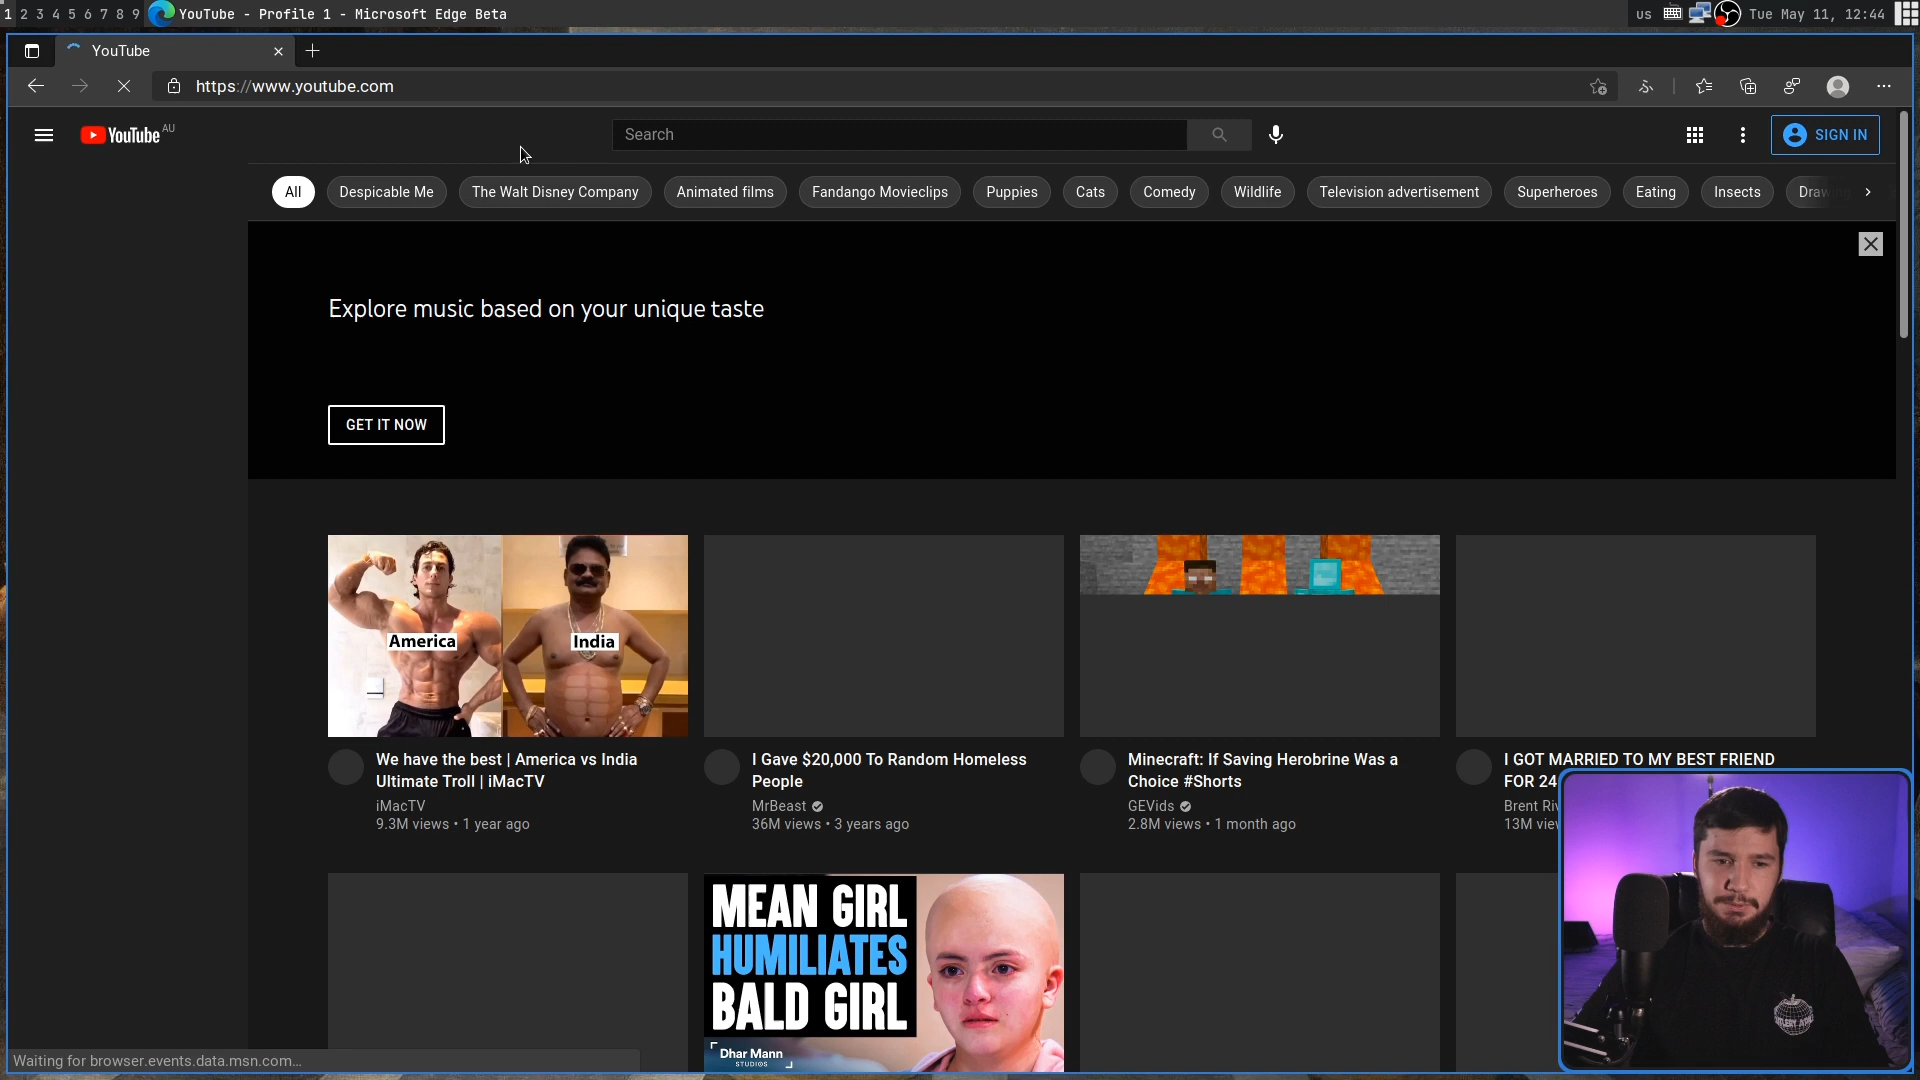 1 2 3 4 5 6 7 8 9 YouTube - Profile 1 - Microsoft Edge Beta
us Tue May 11, 12:44
YouTube
https://www.youtube.com
YouTube AU
Search
SIGN IN
All Despicable Me The Walt Disney Company Animated films Fandango Movieclips Puppies Cats Comedy Wildlife Television advertisement Superheroes Eating Insects
Explore music based on your unique taste
GET IT NOW
America
India
We have the best | America vs India
Ultimate Troll | iMacTV
iMacTV
9.3M views • 1 year ago
I Gave $20,000 To Random Homeless
People
MrBeast
36M views • 3 years ago
Minecraft: If Saving Herobrine Was a
Choice #Shorts
GEVids
2.8M views • 1 month ago
I GOT MARRIED TO MY BEST FRIEND
FOR 24
Brent
13M
MEAN GIRL
HUMILIATES
BALD GIRL
Dhar Mann
STUDIOS
Waiting for browser.events.data.msn.com...